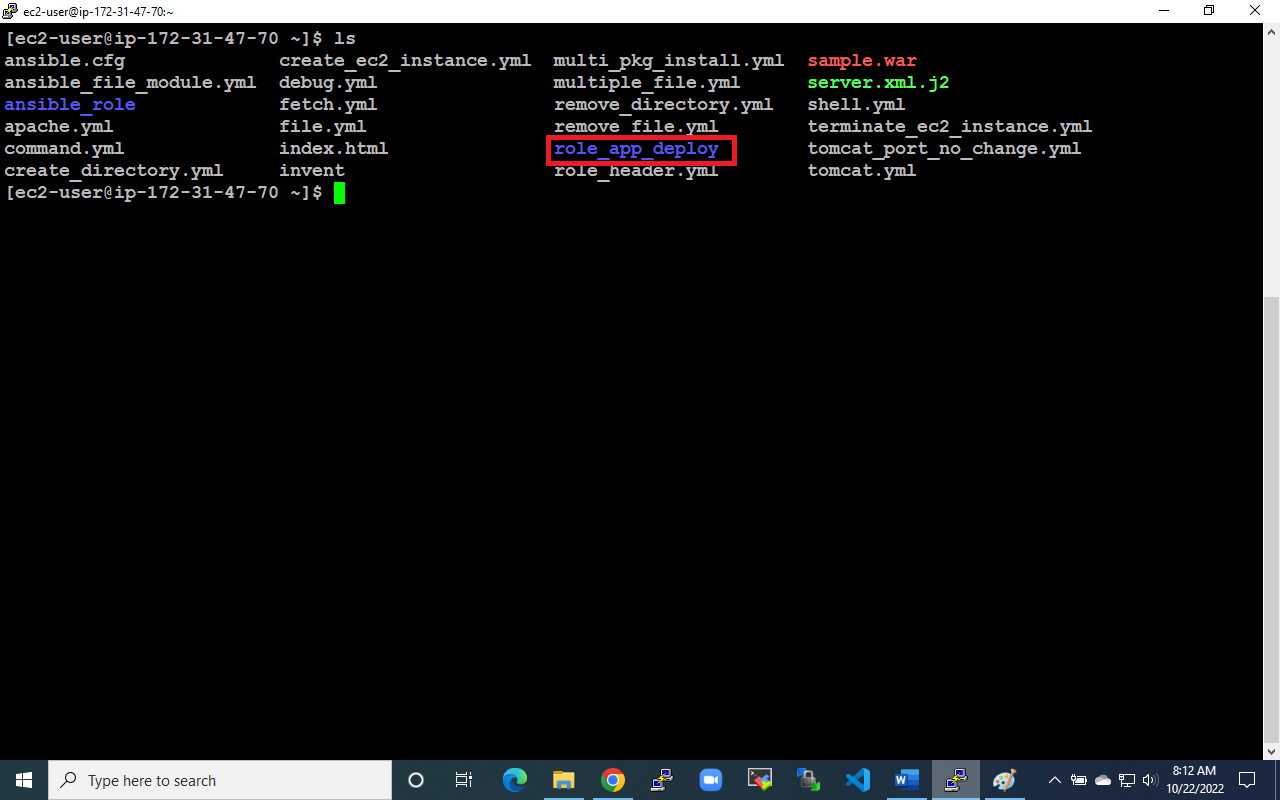 ec2-user@ip-172-31-47-70:~
[ec2-user@ip-172-31-47-70 ~]$ ls
ansible.cfg create_ec2_instance.yml multi_pkg_install.yml sample.war
ansible_file_module.yml debug.yml multiple_file.yml server.xml.j2
ansible_role fetch.yml remove_directory.yml shell.yml
apache.yml file.yml remove_file.yml terminate_ec2_instance.yml
command.yml index.html role_app_deploy tomcat_port_no_change.yml
create_directory.yml invent role_header.yml tomcat.yml
[ec2-user@ip-172-31-47-70 ~]$
Type here to search
8:12 AM
10/22/2022